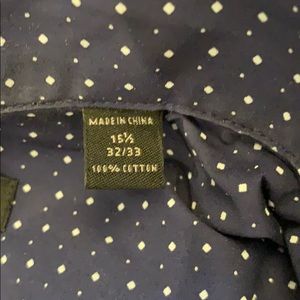 MADE IN CHINA
15½
32/33
100% COTTON